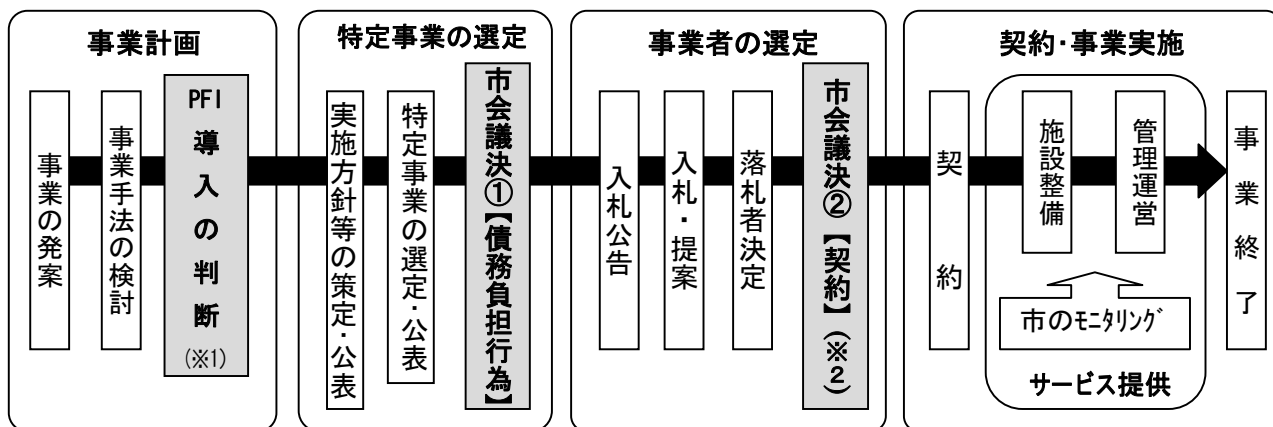 事業計画
事業の発案
事業手法の検討
PFI導入の判断(※1)
特定事業の選定
実施方針等の策定・公表
特定事業の選定・公表
市会議決①【債務負担行為】
事業者の選定
入札公告
入札・提案
落札者決定
市会議決②【契約】(※2)
契約・事業実施
契約
施設整備
管理運営
市のﾓﾆﾀﾘﾝｸﾞ
サービス提供
事業終了